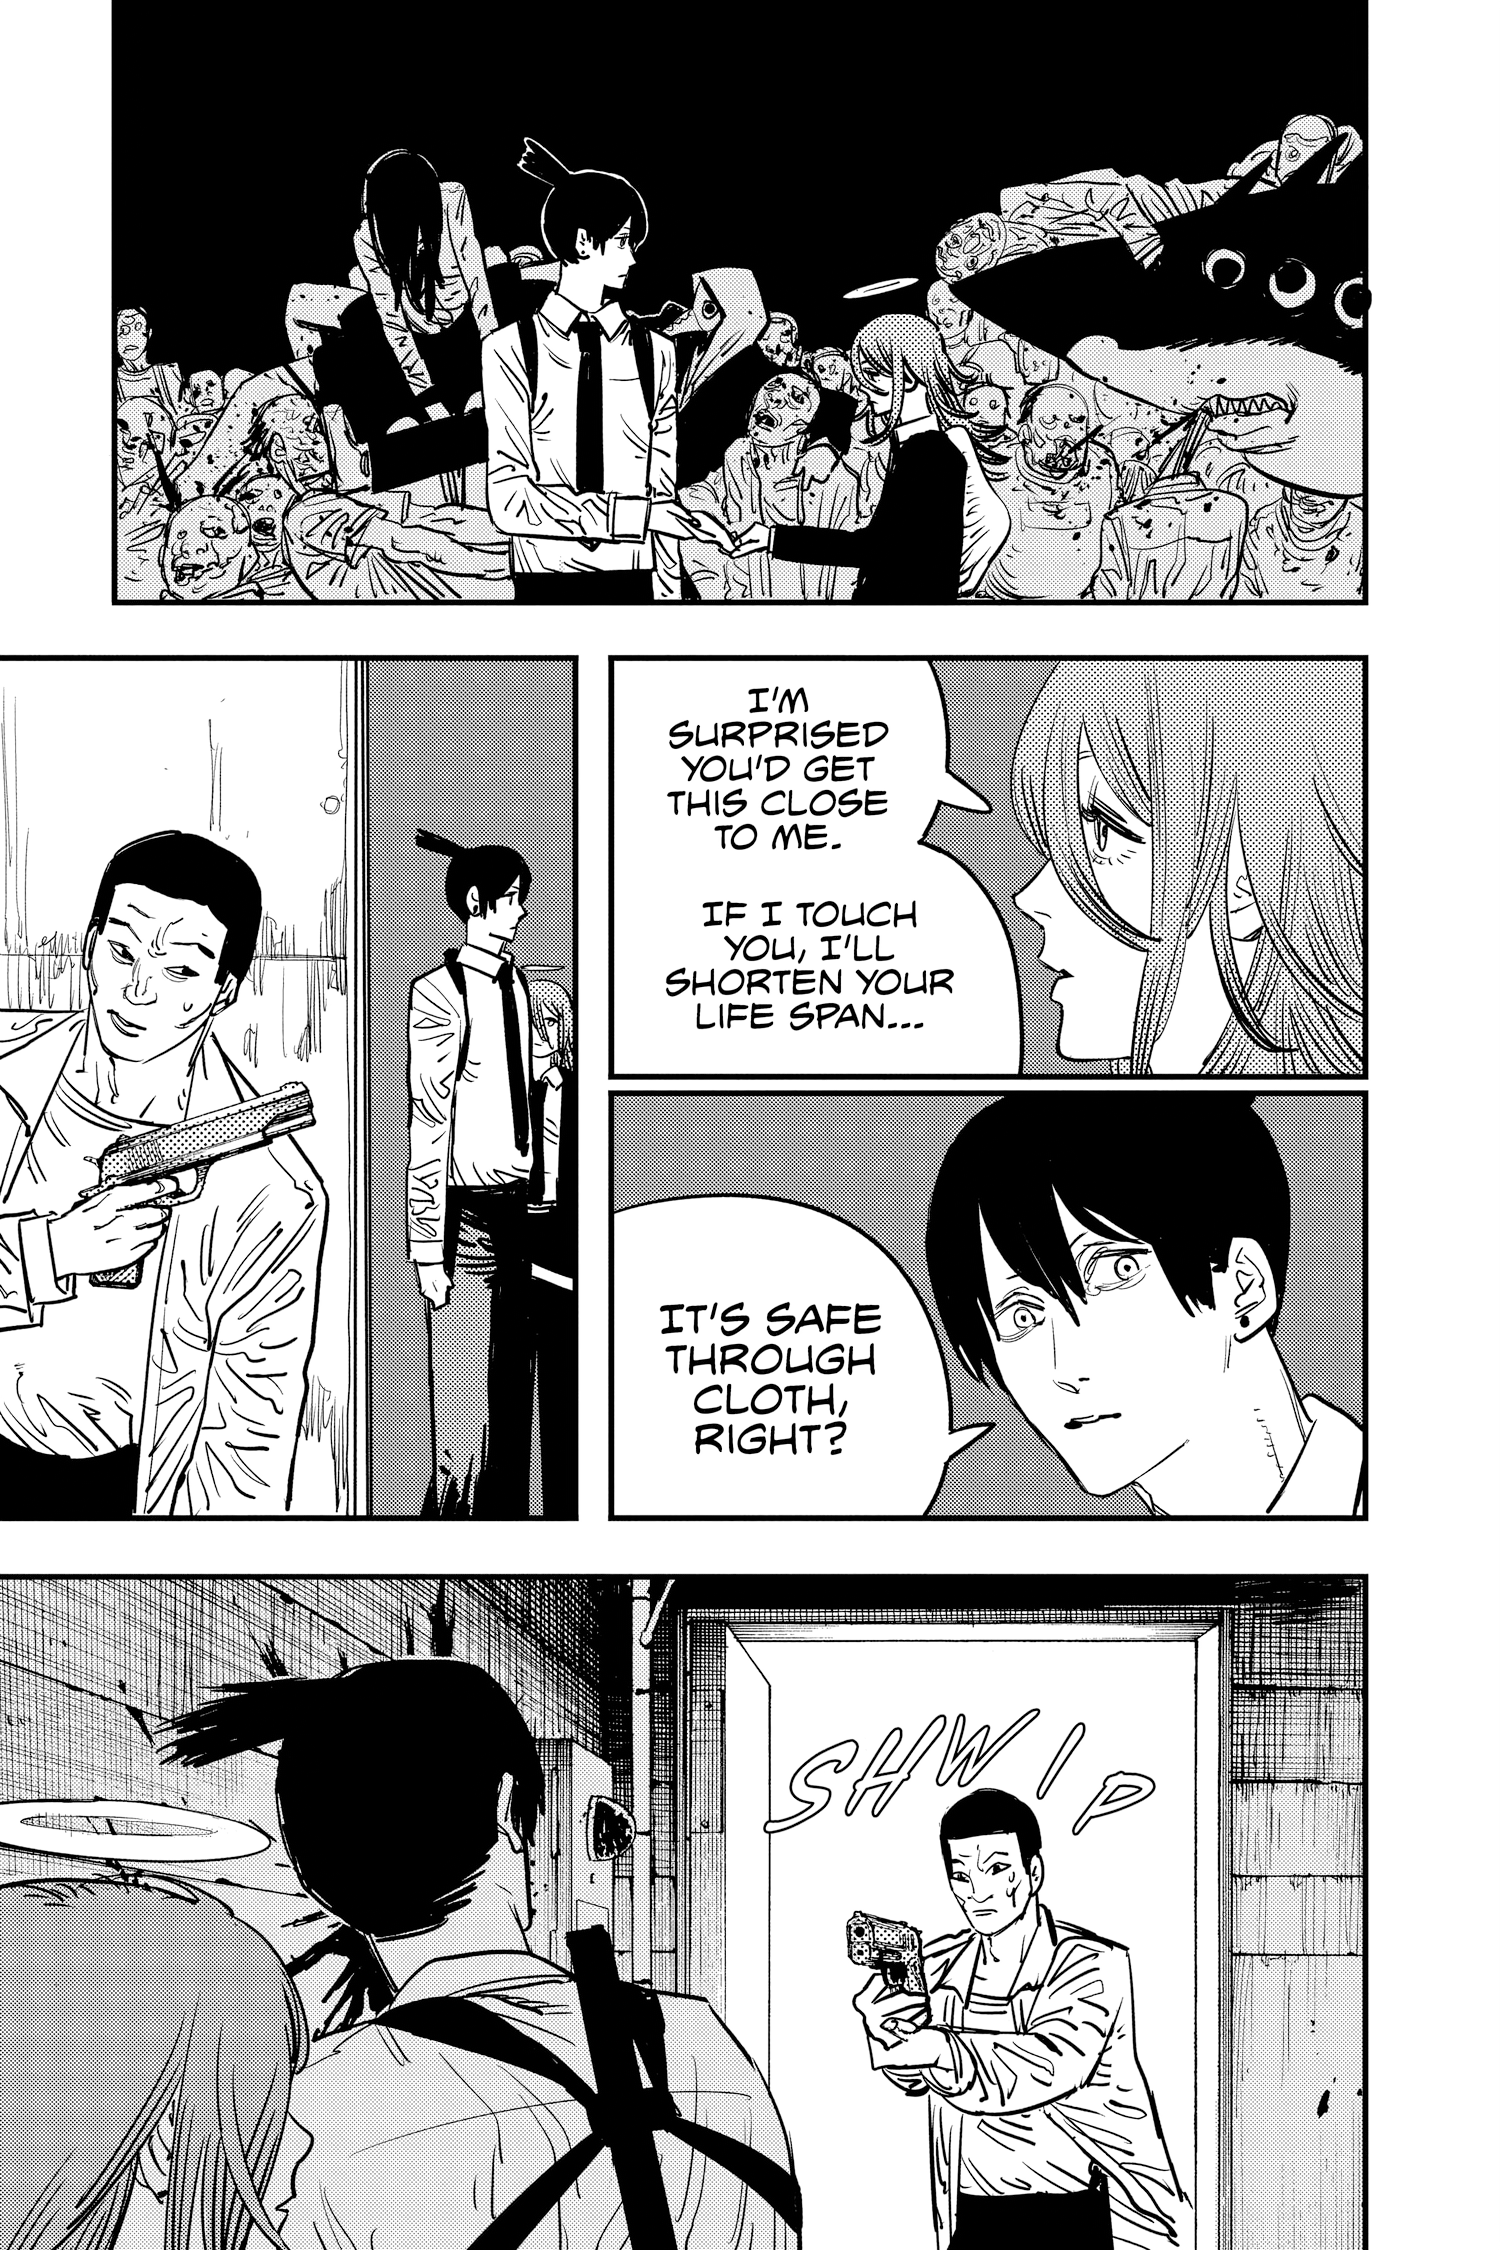 I'M
SURPRISED
YOU'D GET
THIS CLOSE
TO ME.
IF I TOUCH
YOU, I'LL
SHORTEN YOUR
LIFE SPAN...
IT'S SAFE
THROUGH
CLOTH,
RIGHT?
SHWIP